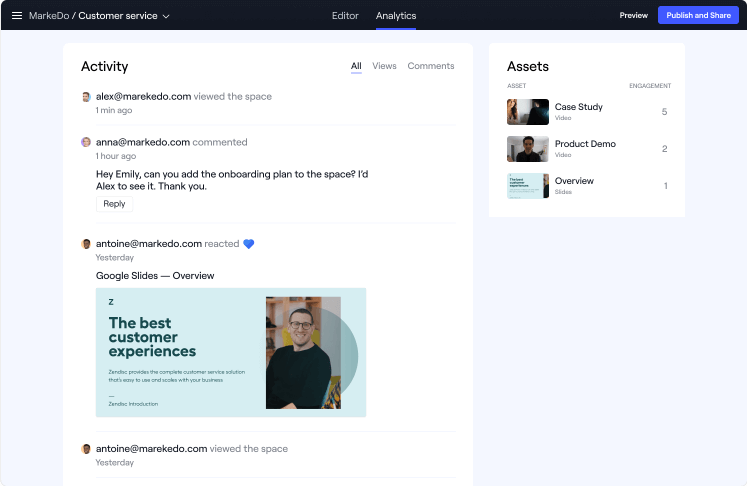 MarkeDo / Customer service
Editor
Analytics
Preview
Publish and Share
Activity
All
Views
Comments
alex@marekedo.com viewed the space
1 min ago
anna@markedo.com commented
1 hour ago
Hey Emily, can you add the onboarding plan to the space? I'd
Alex to see it. Thank you.
Reply
antoine@markedo.com reacted 💙
Yesterday
Google Slides — Overview
Z
The best
customer
experiences
Zendisc provides the complete customer service solution
that's easy to use and scales with your business
—
Zendisc Introduction
antoine@marekedo.com viewed the space
Yesterday
Assets
ASSET
ENGAGEMENT
Case Study
Video
5
Product Demo
Video
2
The best
customer
experiences
Overview
Slides
1